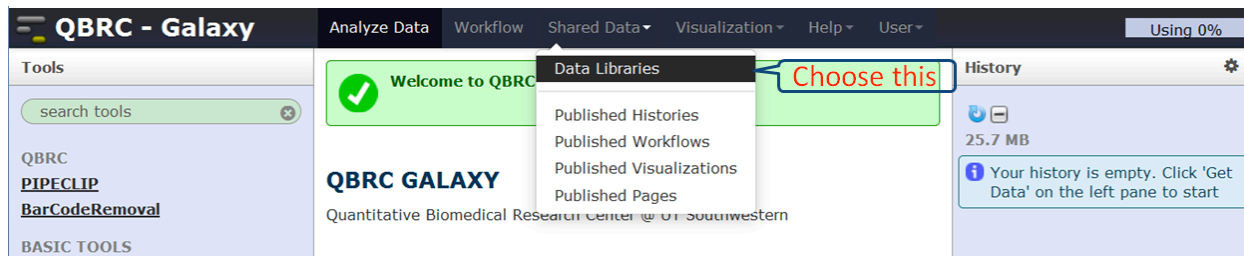 QBRC - Galaxy
Analyze Data Workflow Shared Data Visualization Help User
Using 0%
Tools
search tools
QBRC
PIPECLIP
BarCodeRemoval
BASIC TOOLS
Welcome to QBRC
Data Libraries
Published Histories
Published Workflows
Published Visualizations
Published Pages
Choose this
QBRC GALAXY
Quantitative Biomedical Research Center @ UT Southwestern
History
25.7 MB
Your history is empty. Click 'Get
Data' on the left pane to start